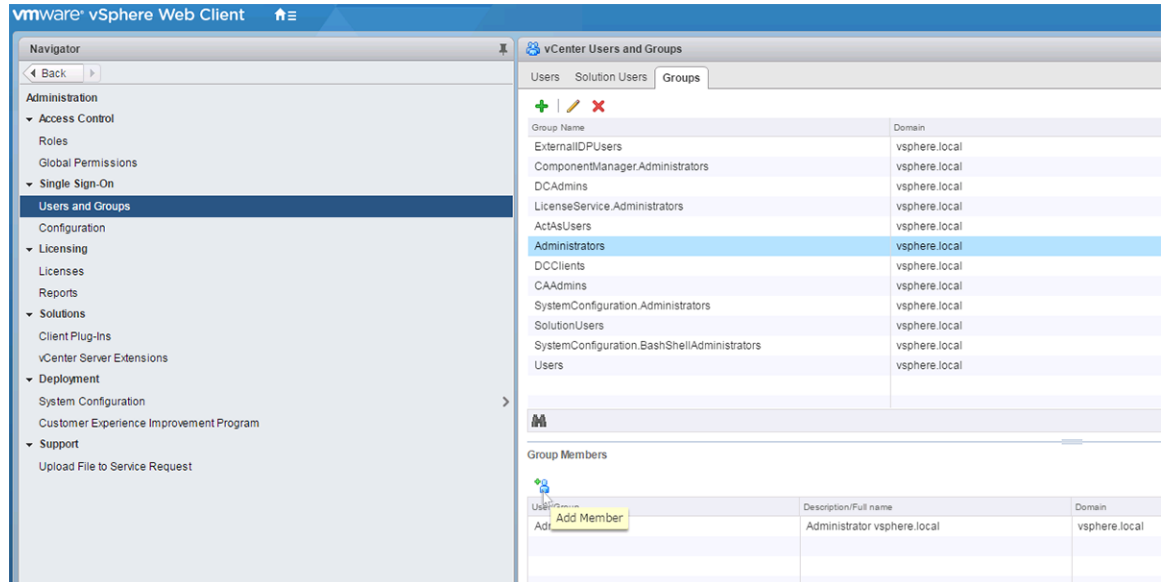 vmware® vSphere Web Client
Navigator
Back
Administration
Access Control
Roles
Global Permissions
Single Sign-On
Users and Groups
Configuration
Licensing
Licenses
Reports
Solutions
Client Plug-Ins
vCenter Server Extensions
Deployment
System Configuration
Customer Experience Improvement Program
Support
Upload File to Service Request
vCenter Users and Groups
Users Solution Users Groups
Group Name Domain
ExternalIDPUsers vsphere.local
ComponentManager.Administrators vsphere.local
DCAdmins vsphere.local
LicenseService.Administrators vsphere.local
ActAsUsers vsphere.local
Administrators vsphere.local
DCClients vsphere.local
CAAdmins vsphere.local
SystemConfiguration.Administrators vsphere.local
SolutionUsers vsphere.local
SystemConfiguration.BashShellAdministrators vsphere.local
Users vsphere.local
Group Members
Description/Full name Domain
Add Member
Administrator vsphere.local vsphere.local